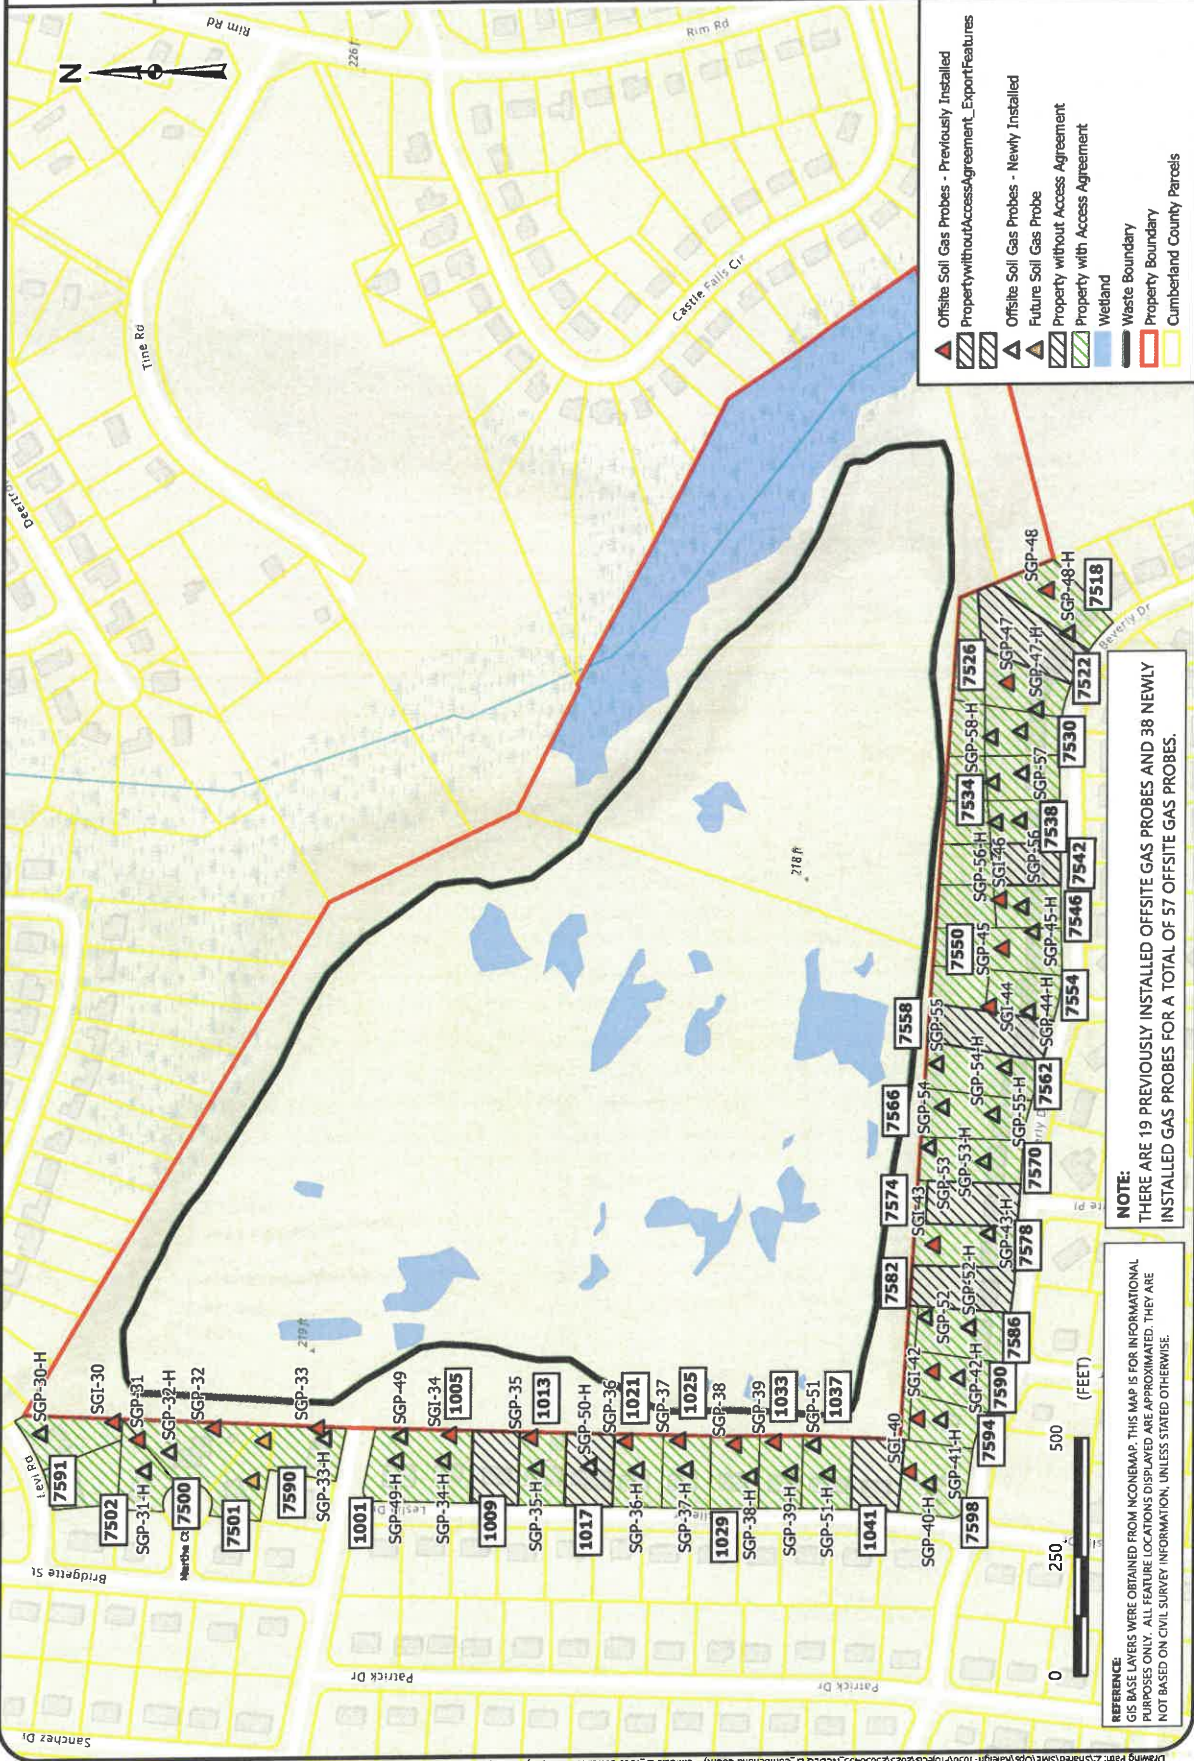 Rim Rd
Rim Rd
N
226 ft
Tine Rd
Castle Falls Cir
Offsite Soil Gas Probes - Previously Installed
PropertywithoutAccessAgreement_ExportFeatures
Offsite Soil Gas Probes - Newly Installed
Future Soil Gas Probe
Property without Access Agreement
Property with Access Agreement
Wetland
Waste Boundary
Property Boundary
Cumberland County Parcels
SGP-48
SGP-48-H
7518
Beverly Dr
7526
SGP-47
SGP-47-H
7522
SGP-58-H
7530
7534
SGP-57
7538
SGP-56-H
SGI-46
SGP-56
7542
7550
SGP-45
SGP-45-H
7546
218 ft
7558
SGP-55
SGI-44
SGP-44-H
7554
7566
SGP-54
SGP-54-H
SGP-55-H
7562
7574
SGI-43
SGP-53
SGP-53-H
7570
7582
SGP-52
SGP-52-H
SGP-43-H
7578
SGI-42
SGP-42-H
7586
7590
SGI-40
SGP-41-H
7594
SGP-40-H
7598
219 ft
SGP-30-H
Levi Rd
7591
SGI-30
7502
SGP-31
SGP-31-H
SGP-32-H
7500
Martha Ct
SGP-32
7501
SGP-33
7590
SGP-33-H
1001
SGP-49
SGP-49-H
SGI-34
1005
SGP-34-H
1009
SGP-35
1013
SGP-35-H
SGP-50-H
1017
SGP-36
1021
SGP-36-H
SGP-37
1025
SGP-37-H
SGP-38
1029
SGP-38-H
SGP-39
1033
SGP-39-H
SGP-51
1037
SGP-51-H
1041
Bridgette St
Patrick Dr
Patrick Dr
Sanchez Dr
0 250 500 (FEET)
NOTE:
THERE ARE 19 PREVIOUSLY INSTALLED OFFSITE GAS PROBES AND 38 NEWLY
INSTALLED GAS PROBES FOR A TOTAL OF 57 OFFSITE GAS PROBES.
REFERENCE:
GIS BASE LAYERS WERE OBTAINED FROM NCONEMAP. THIS MAP IS FOR INFORMATIONAL
PURPOSES ONLY. ALL FEATURE LOCATIONS DISPLAYED ARE APPROXIMATED. THEY ARE
NOT BASED ON CIVIL SURVEY INFORMATION, UNLESS STATED OTHERWISE.